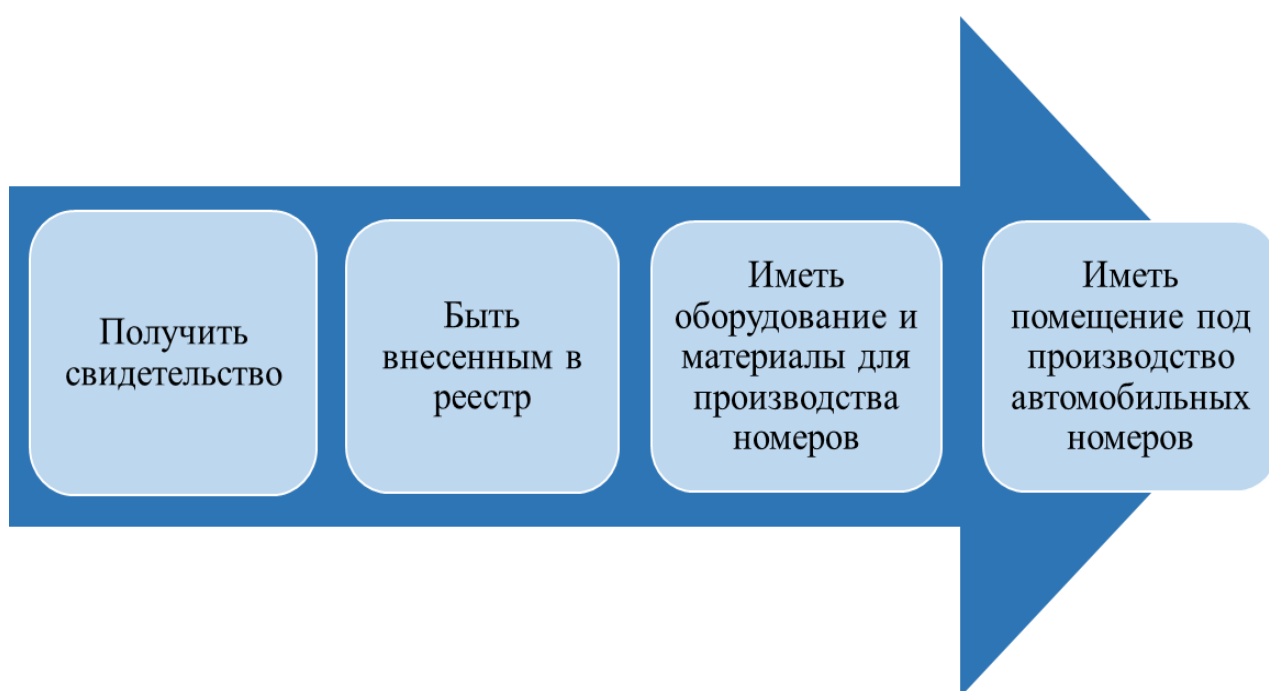 Получить
свидетельство
Быть
внесенным в
реестр
Иметь
оборудование и
материалы для
производства
номеров
Иметь
помещение под
производство
автомобильных
номеров